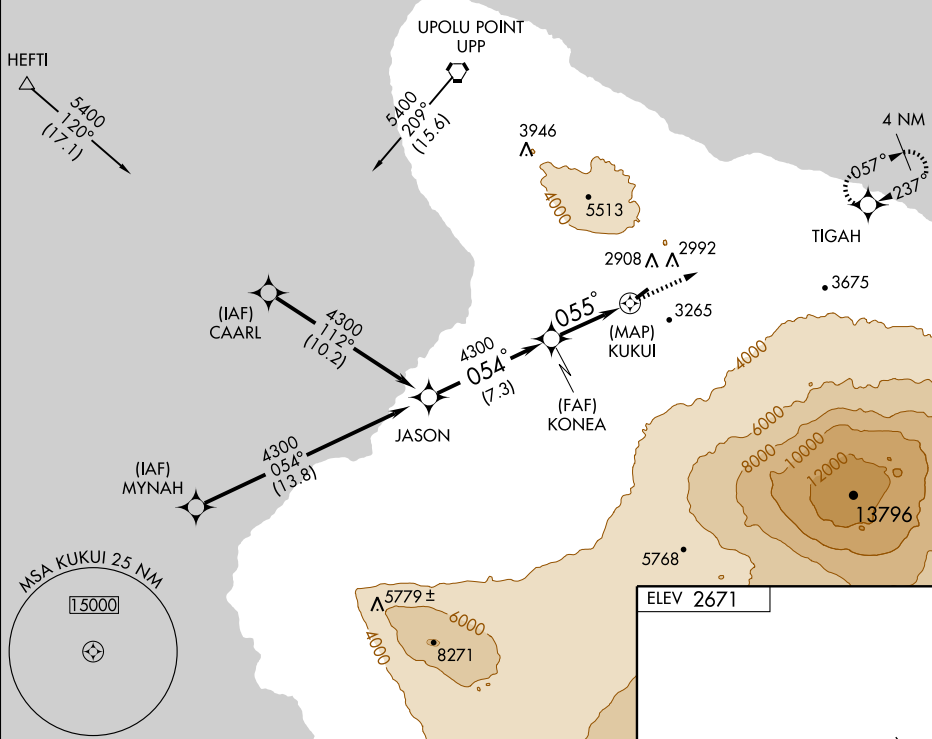 UPOLU POINT
UPP
HEFTI
5400
120°
(17.1)
5400
209°
(15.6)
3946
4 NM
057°
237°
4000
5513
TIGAH
2908
2992
3675
(IAF)
CAARL
4300
112°
(10.2)
055°
(MAP)
KUKUI
3265
4300
054°
(7.3)
(FAF)
KONEA
4000
JASON
6000
8000
10000
12000
13796
(IAF)
MYNAH
4300
054°
(13.8)
5768
MSA KUKUI 25 NM
15000
5779 ±
6000
4000
8271
ELEV 2671